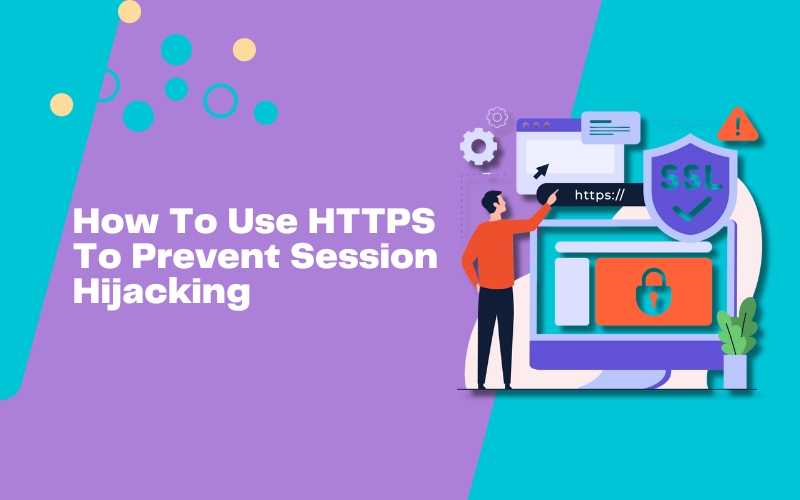 How To Use HTTPS
To Prevent Session
Hijacking
https://
SSL